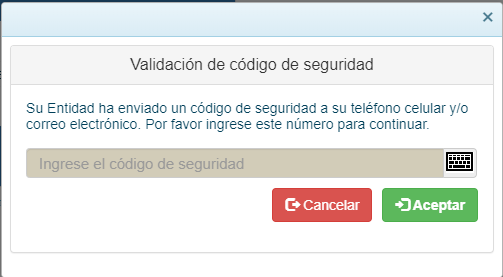 ×
Validación de código de seguridad
Su Entidad ha enviado un código de seguridad a su teléfono celular y/o
correo electrónico. Por favor ingrese este número para continuar.
Ingrese el código de seguridad
Cancelar Aceptar